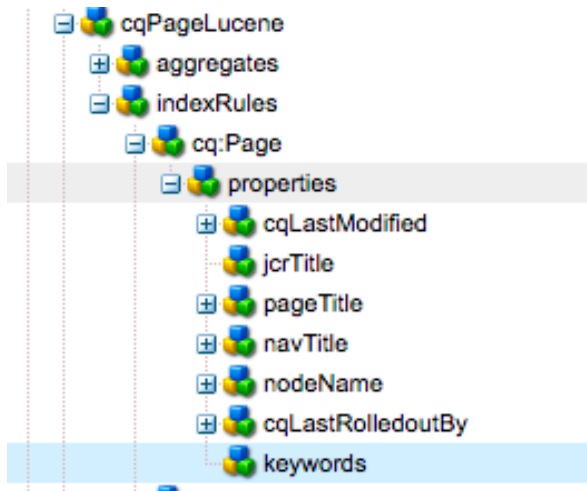 cqPageLucene
aggregates
indexRules
cq:Page
properties
cqLastModified
jcrTitle
pageTitle
navTitle
nodeName
cqLastRolledoutBy
keywords